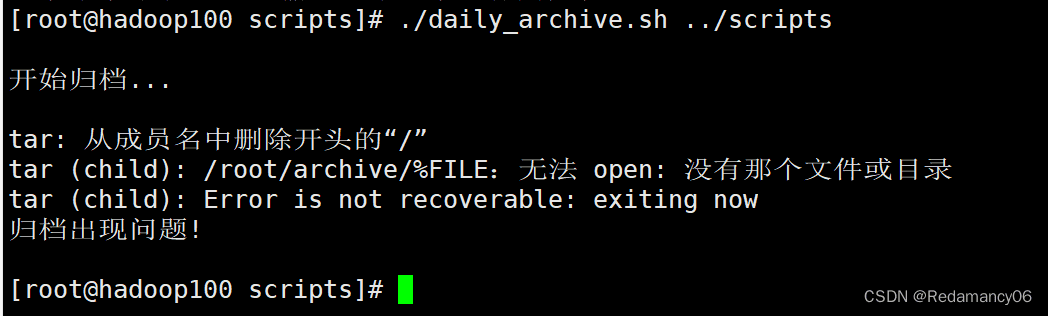 [root@hadoop100 scripts]# ./daily_archive.sh ../scripts
开始归档...
tar: 从成员名中删除开头的“/”
tar (child): /root/archive/%FILE：无法 open: 没有那个文件或目录
tar (child): Error is not recoverable: exiting now
归档出现问题!
[root@hadoop100 scripts]#
CSDN @Redamancy06